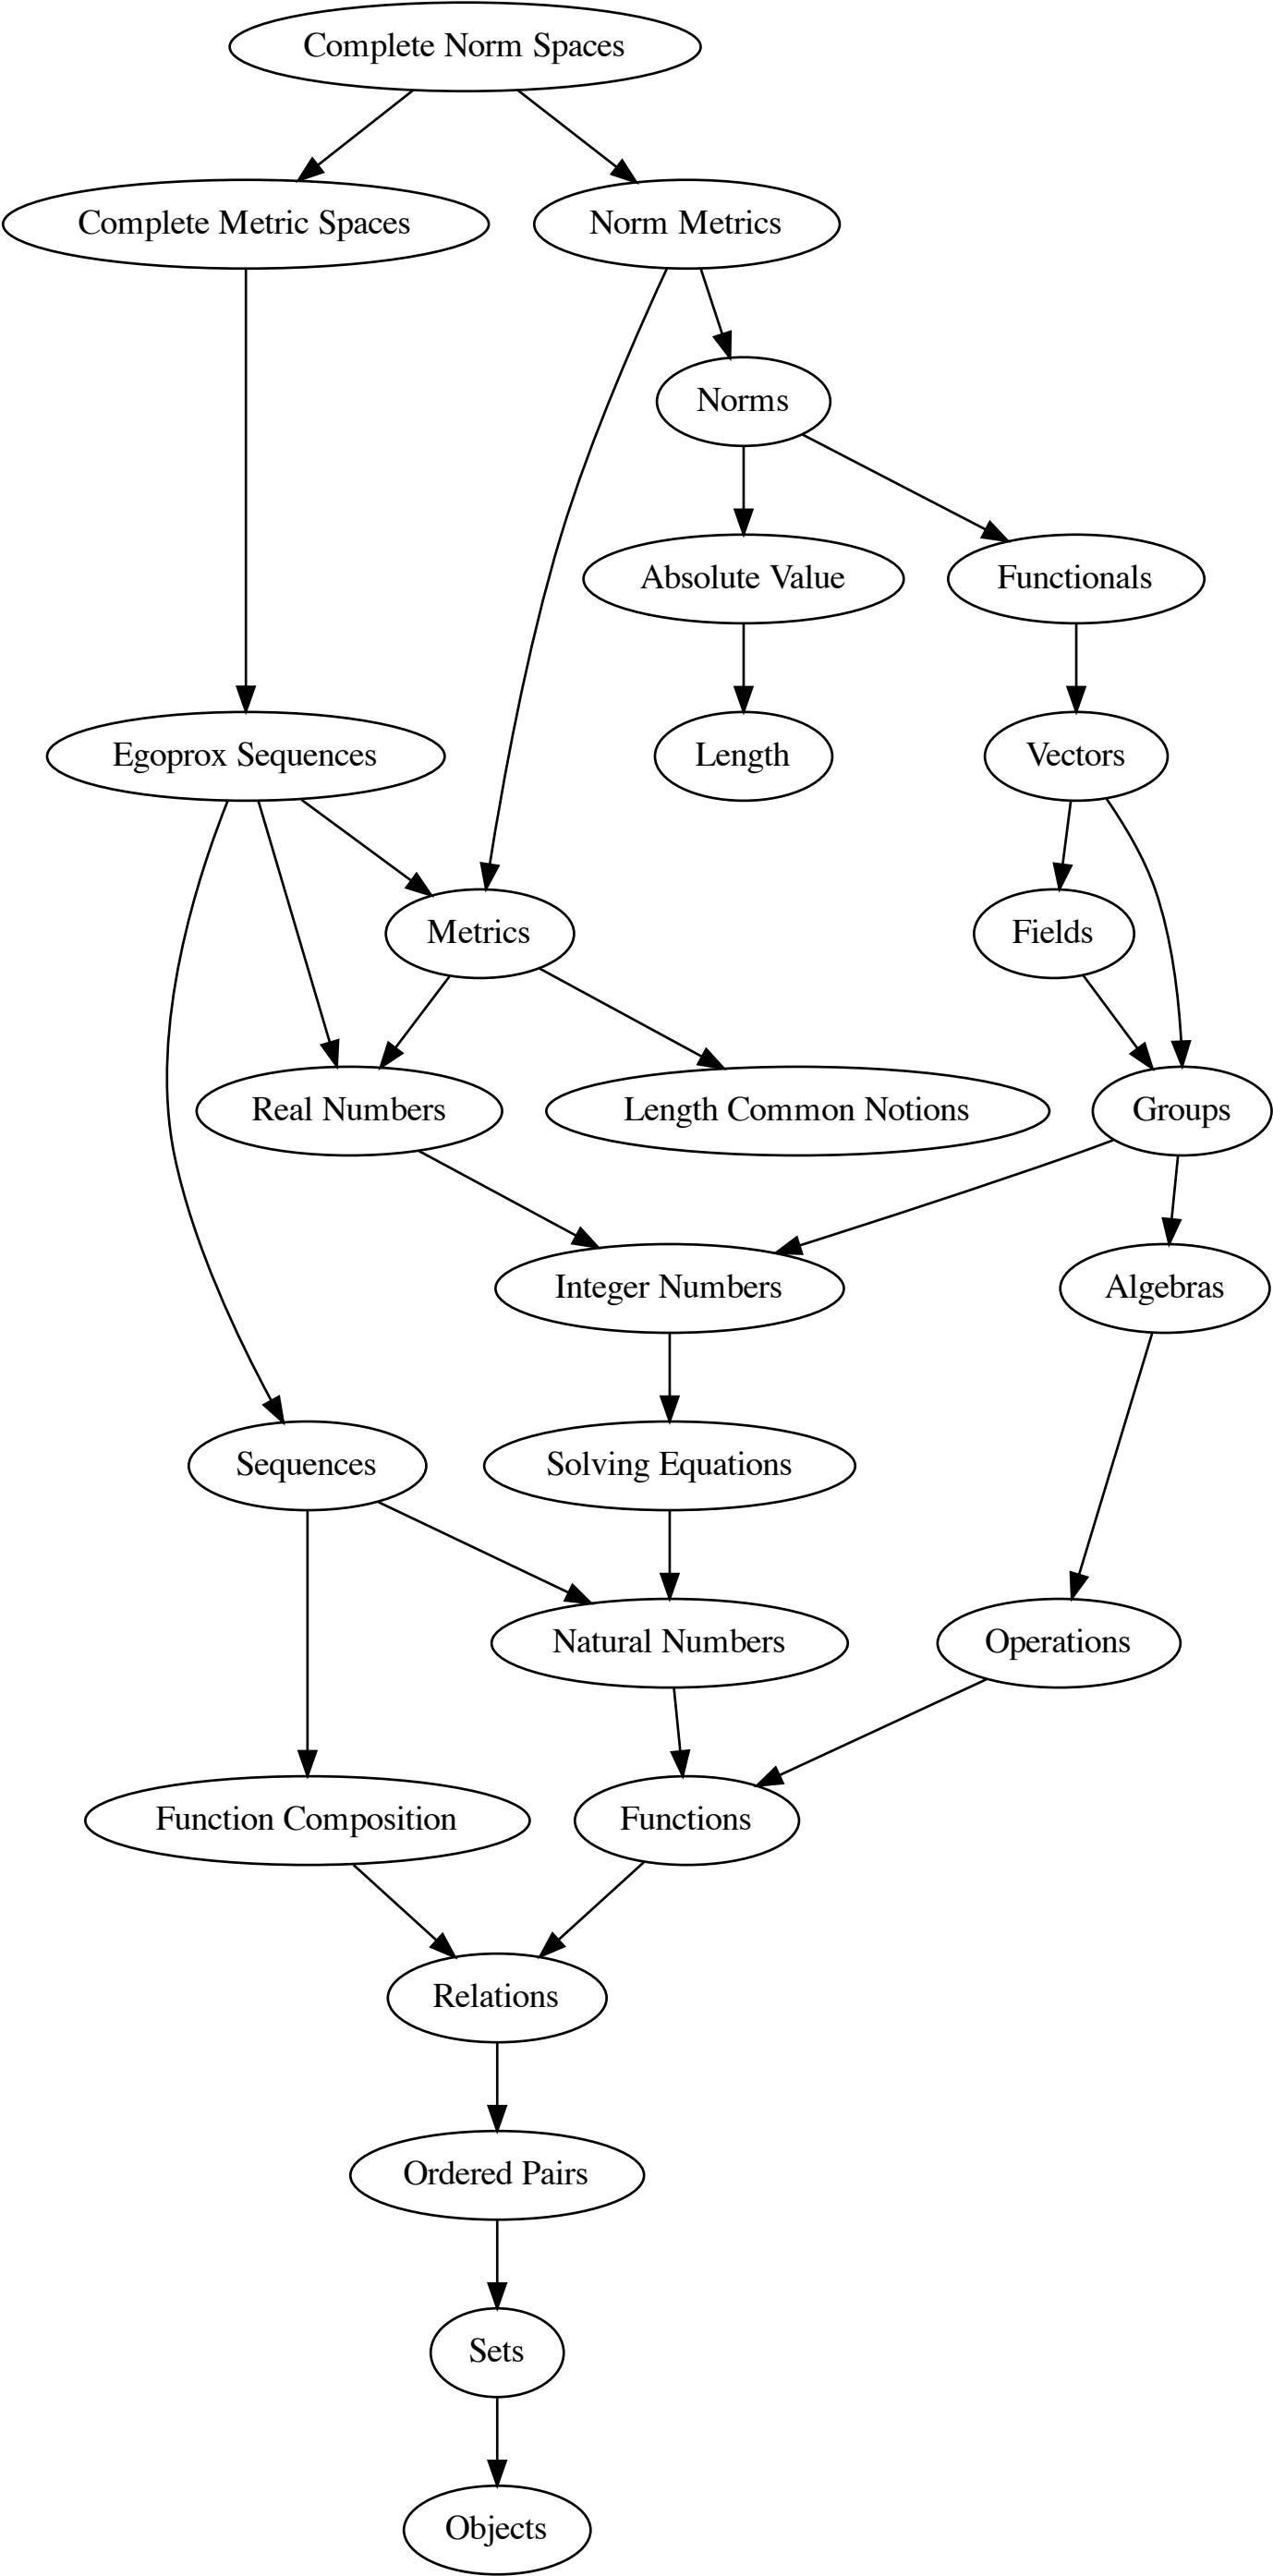 Complete Norm Spaces
Complete Metric Spaces
Norm Metrics
Norms
Absolute Value
Functionals
Egoprox Sequences
Length
Vectors
Metrics
Fields
Real Numbers
Length Common Notions
Groups
Integer Numbers
Algebras
Sequences
Solving Equations
Natural Numbers
Operations
Function Composition
Functions
Relations
Ordered Pairs
Sets
Objects